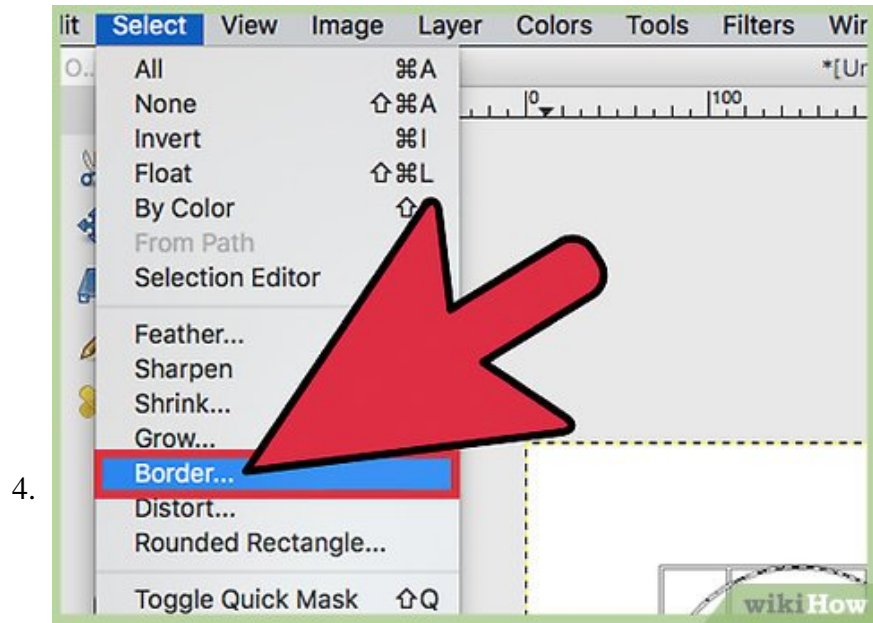 lit Select View Image Layer Colors Tools Filters Wir
O... *[Ur
0 100
All ⌘A
None ⇧⌘A
Invert ⌘I
Float ⇧⌘L
By Color ⇧
From Path
Selection Editor
Feather...
Sharpen
Shrink...
Grow...
4. Border...
Distort...
Rounded Rectangle...
Toggle Quick Mask ⇧Q
wikiHow